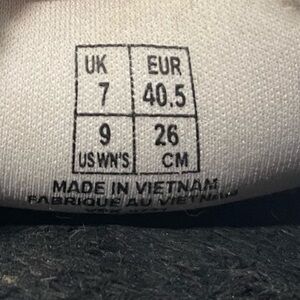 UK EUR
7 40.5
9 26
US WN'S CM
MADE IN VIETNAM
FABRIQUE AU VIETNAM